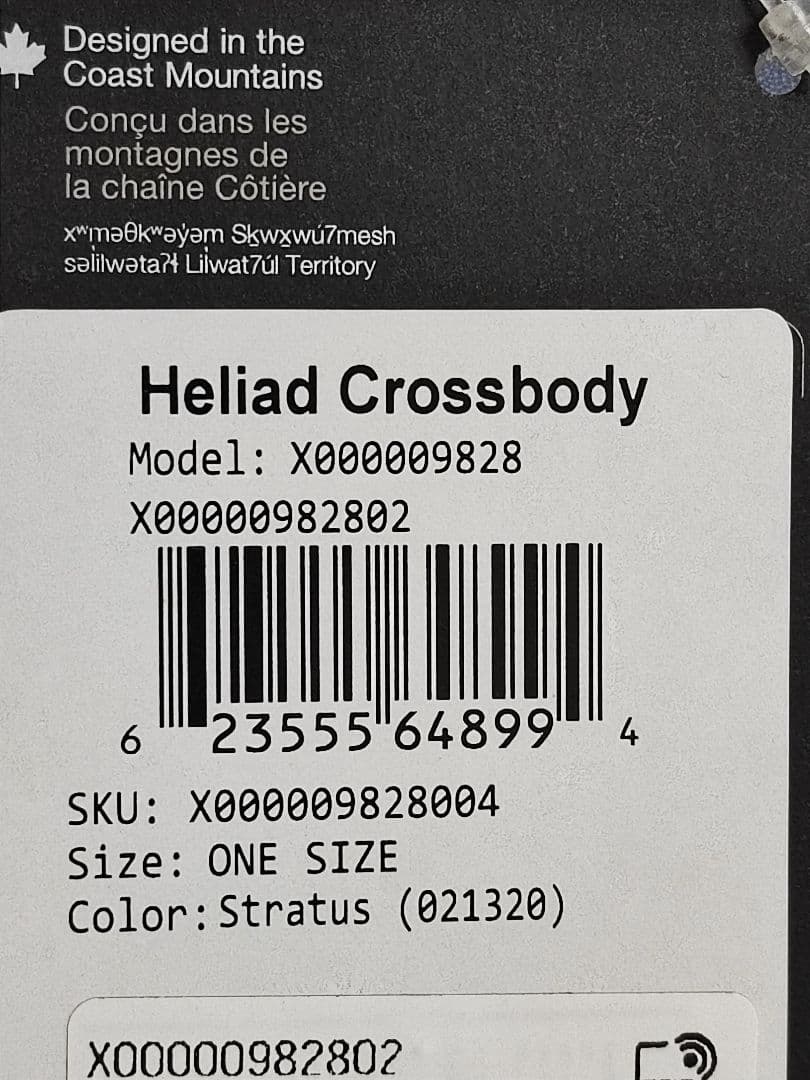 Designed in the
Coast Mountains
Conçu dans les
montagnes de
la chaîne Côtière
xʷməθkʷəy̓əm Sḵwx̱wú7mesh
səl̓ilwətaʔɬ Lil̓wat7úl Territory
Heliad Crossbody
Model: X000009828
X00000982802
6 23555 64899 4
SKU: X000009828004
Size: ONE SIZE
Color:Stratus (021320)
X00000982802